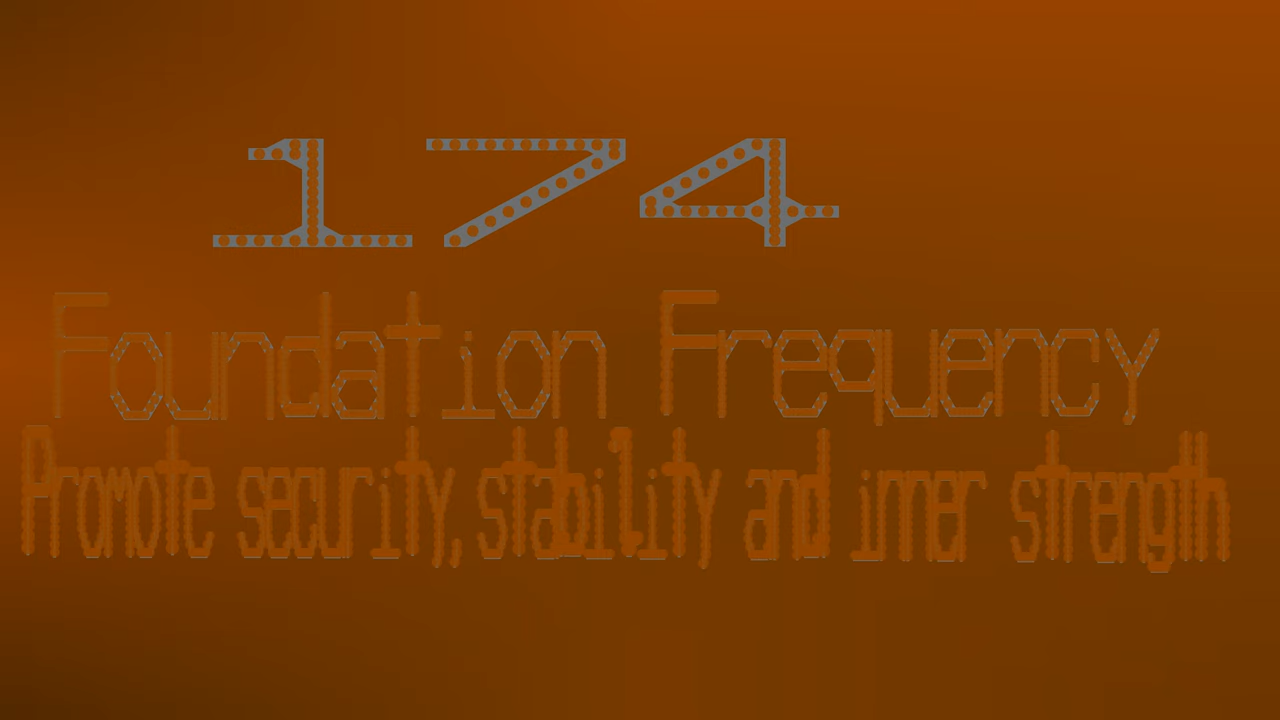 174
Foundation Frequency
Promote security, stability and inner strength